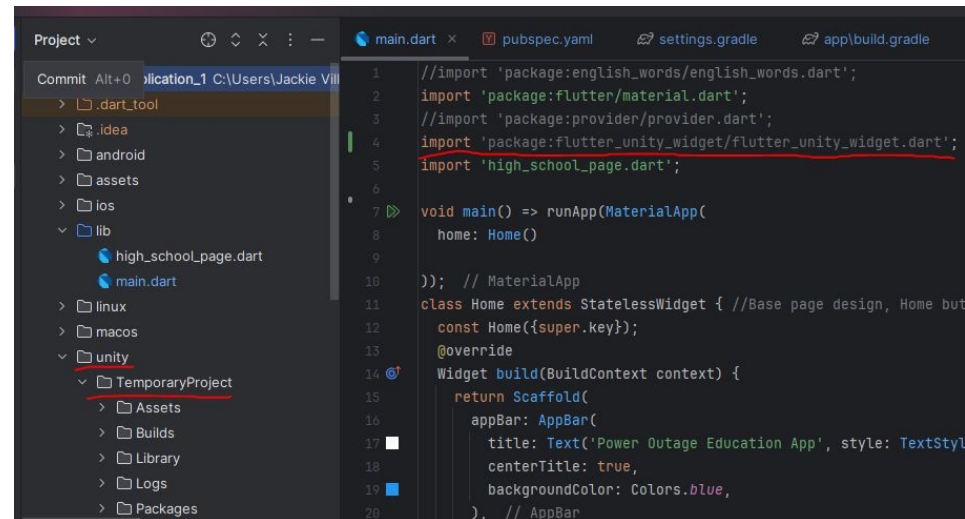 Project
main.dart
pubspec.yaml
settings.gradle
app\build.gradle
Commit Alt+0
plication_1 C:\Users\Jackie Vill
.dart_tool
.idea
android
assets
ios
lib
high_school_page.dart
main.dart
linux
macos
unity
TemporaryProject
Assets
Builds
Library
Logs
Packages
1 //import 'package:english_words/english_words.dart';
2 import 'package:flutter/material.dart';
3 //import 'package:provider/provider.dart';
4 import 'package:flutter_unity_widget/flutter_unity_widget.dart';
5 import 'high_school_page.dart';
6
7 void main() => runApp(MaterialApp(
8 home: Home()
9
10 )); // MaterialApp
11 class Home extends StatelessWidget { //Base page design, Home but
12 const Home({super.key});
13 @override
14 Widget build(BuildContext context) {
15 return Scaffold(
16 appBar: AppBar(
17 title: Text('Power Outage Education App', style: TextStyl
18 centerTitle: true,
19 backgroundColor: Colors.blue,
20 ), // AppBar